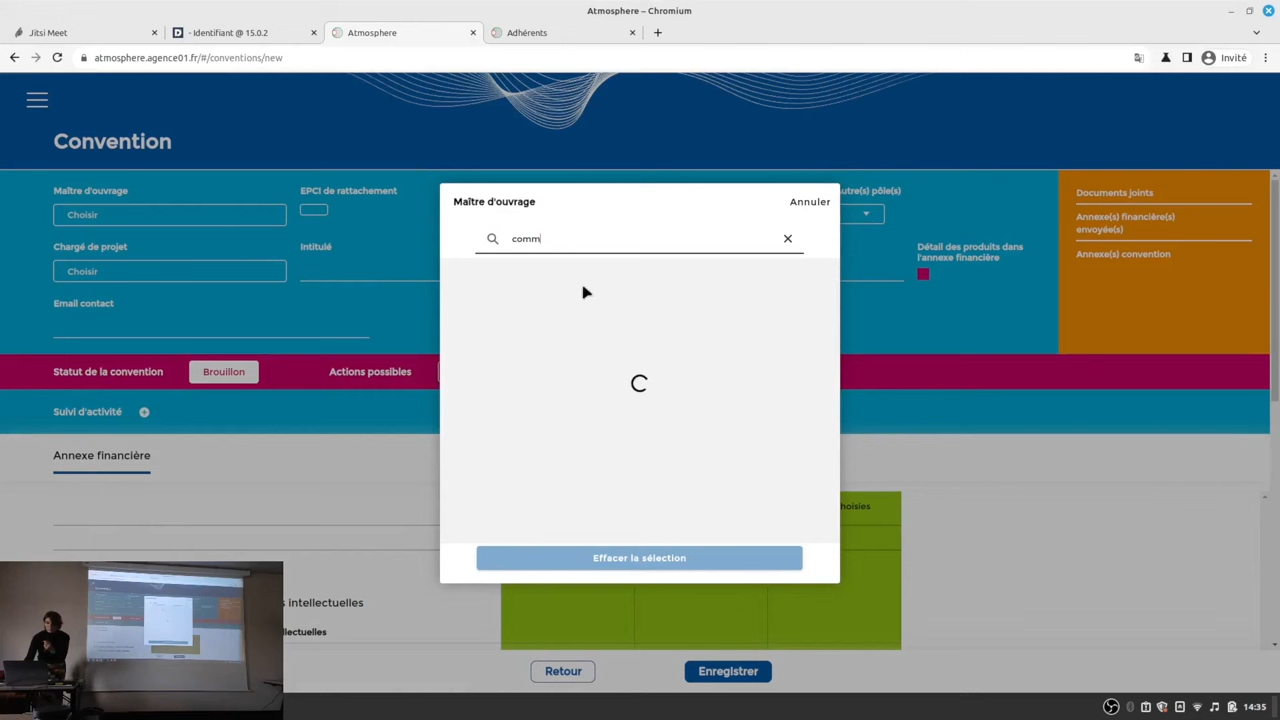 Atmosphere – Chromium
Jitsi Meet
- Identifiant @ 15.0.2
Atmosphere
Adhérents
atmosphere.agence01.fr/#/conventions/new
Invité
Convention
Maître d'ouvrage
Choisir
EPCI de rattachement
utre(s) pôle(s)
Chargé de projet
Choisir
Intitulé
Détail des produits dans
l'annexe financière
Email contact
Documents joints
Annexe(s) financière(s)
envoyée(s)
Annexe(s) convention
Maître d'ouvrage
Annuler
comm
Effacer la sélection
Statut de la convention
Brouillon
Actions possibles
Suivi d'activité
Annexe financière
hoisies
s intellectuelles
llectuelles
Retour
Enregistrer
14:35